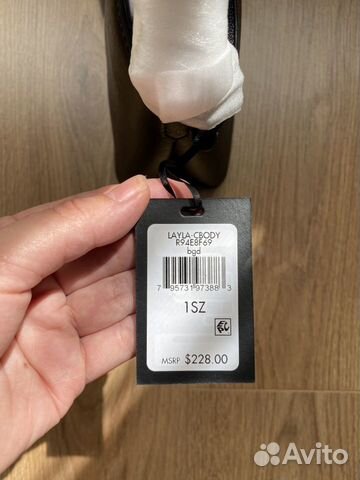 LAYLA-CBODY
R94E8F69
bgd
7 95731 97388 3
1SZ
MSRP $228.00
Avito